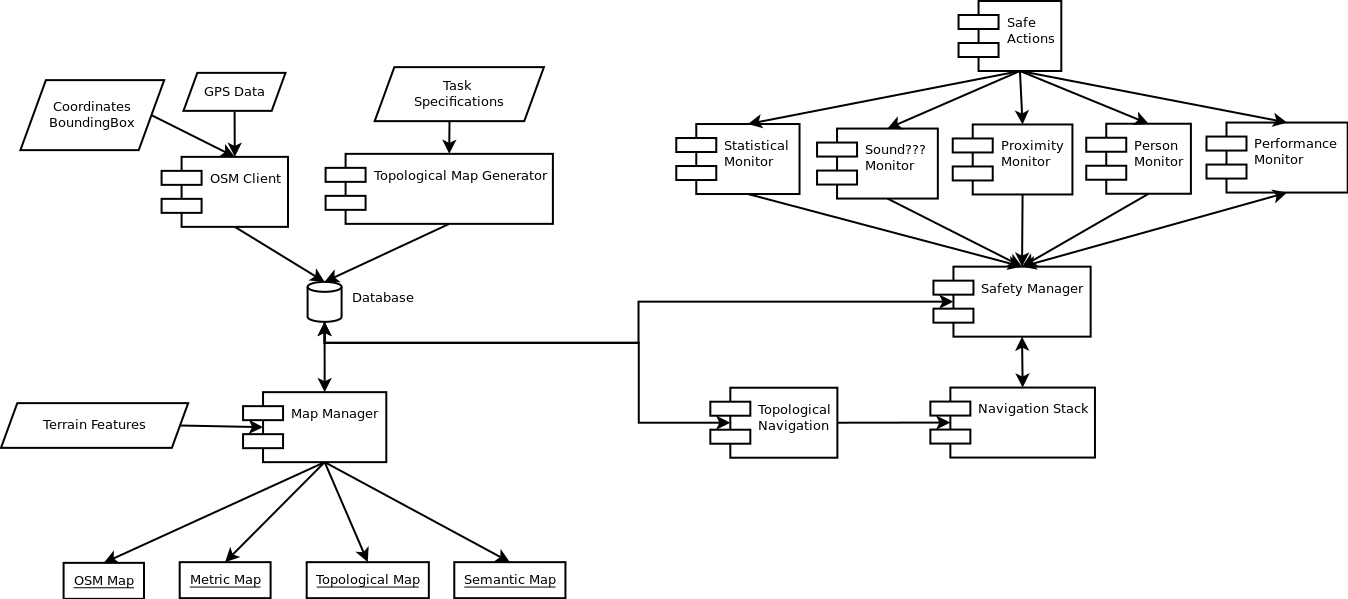 Safe
Actions
Coordinates
BoundingBox
GPS Data
Task
Specifications
Statistical
Monitor
Sound???
Monitor
Proximity
Monitor
Person
Monitor
Performance
Monitor
OSM Client
Topological Map Generator
Database
Safety Manager
Terrain Features
Map Manager
Topological
Navigation
Navigation Stack
OSM Map
Metric Map
Topological Map
Semantic Map